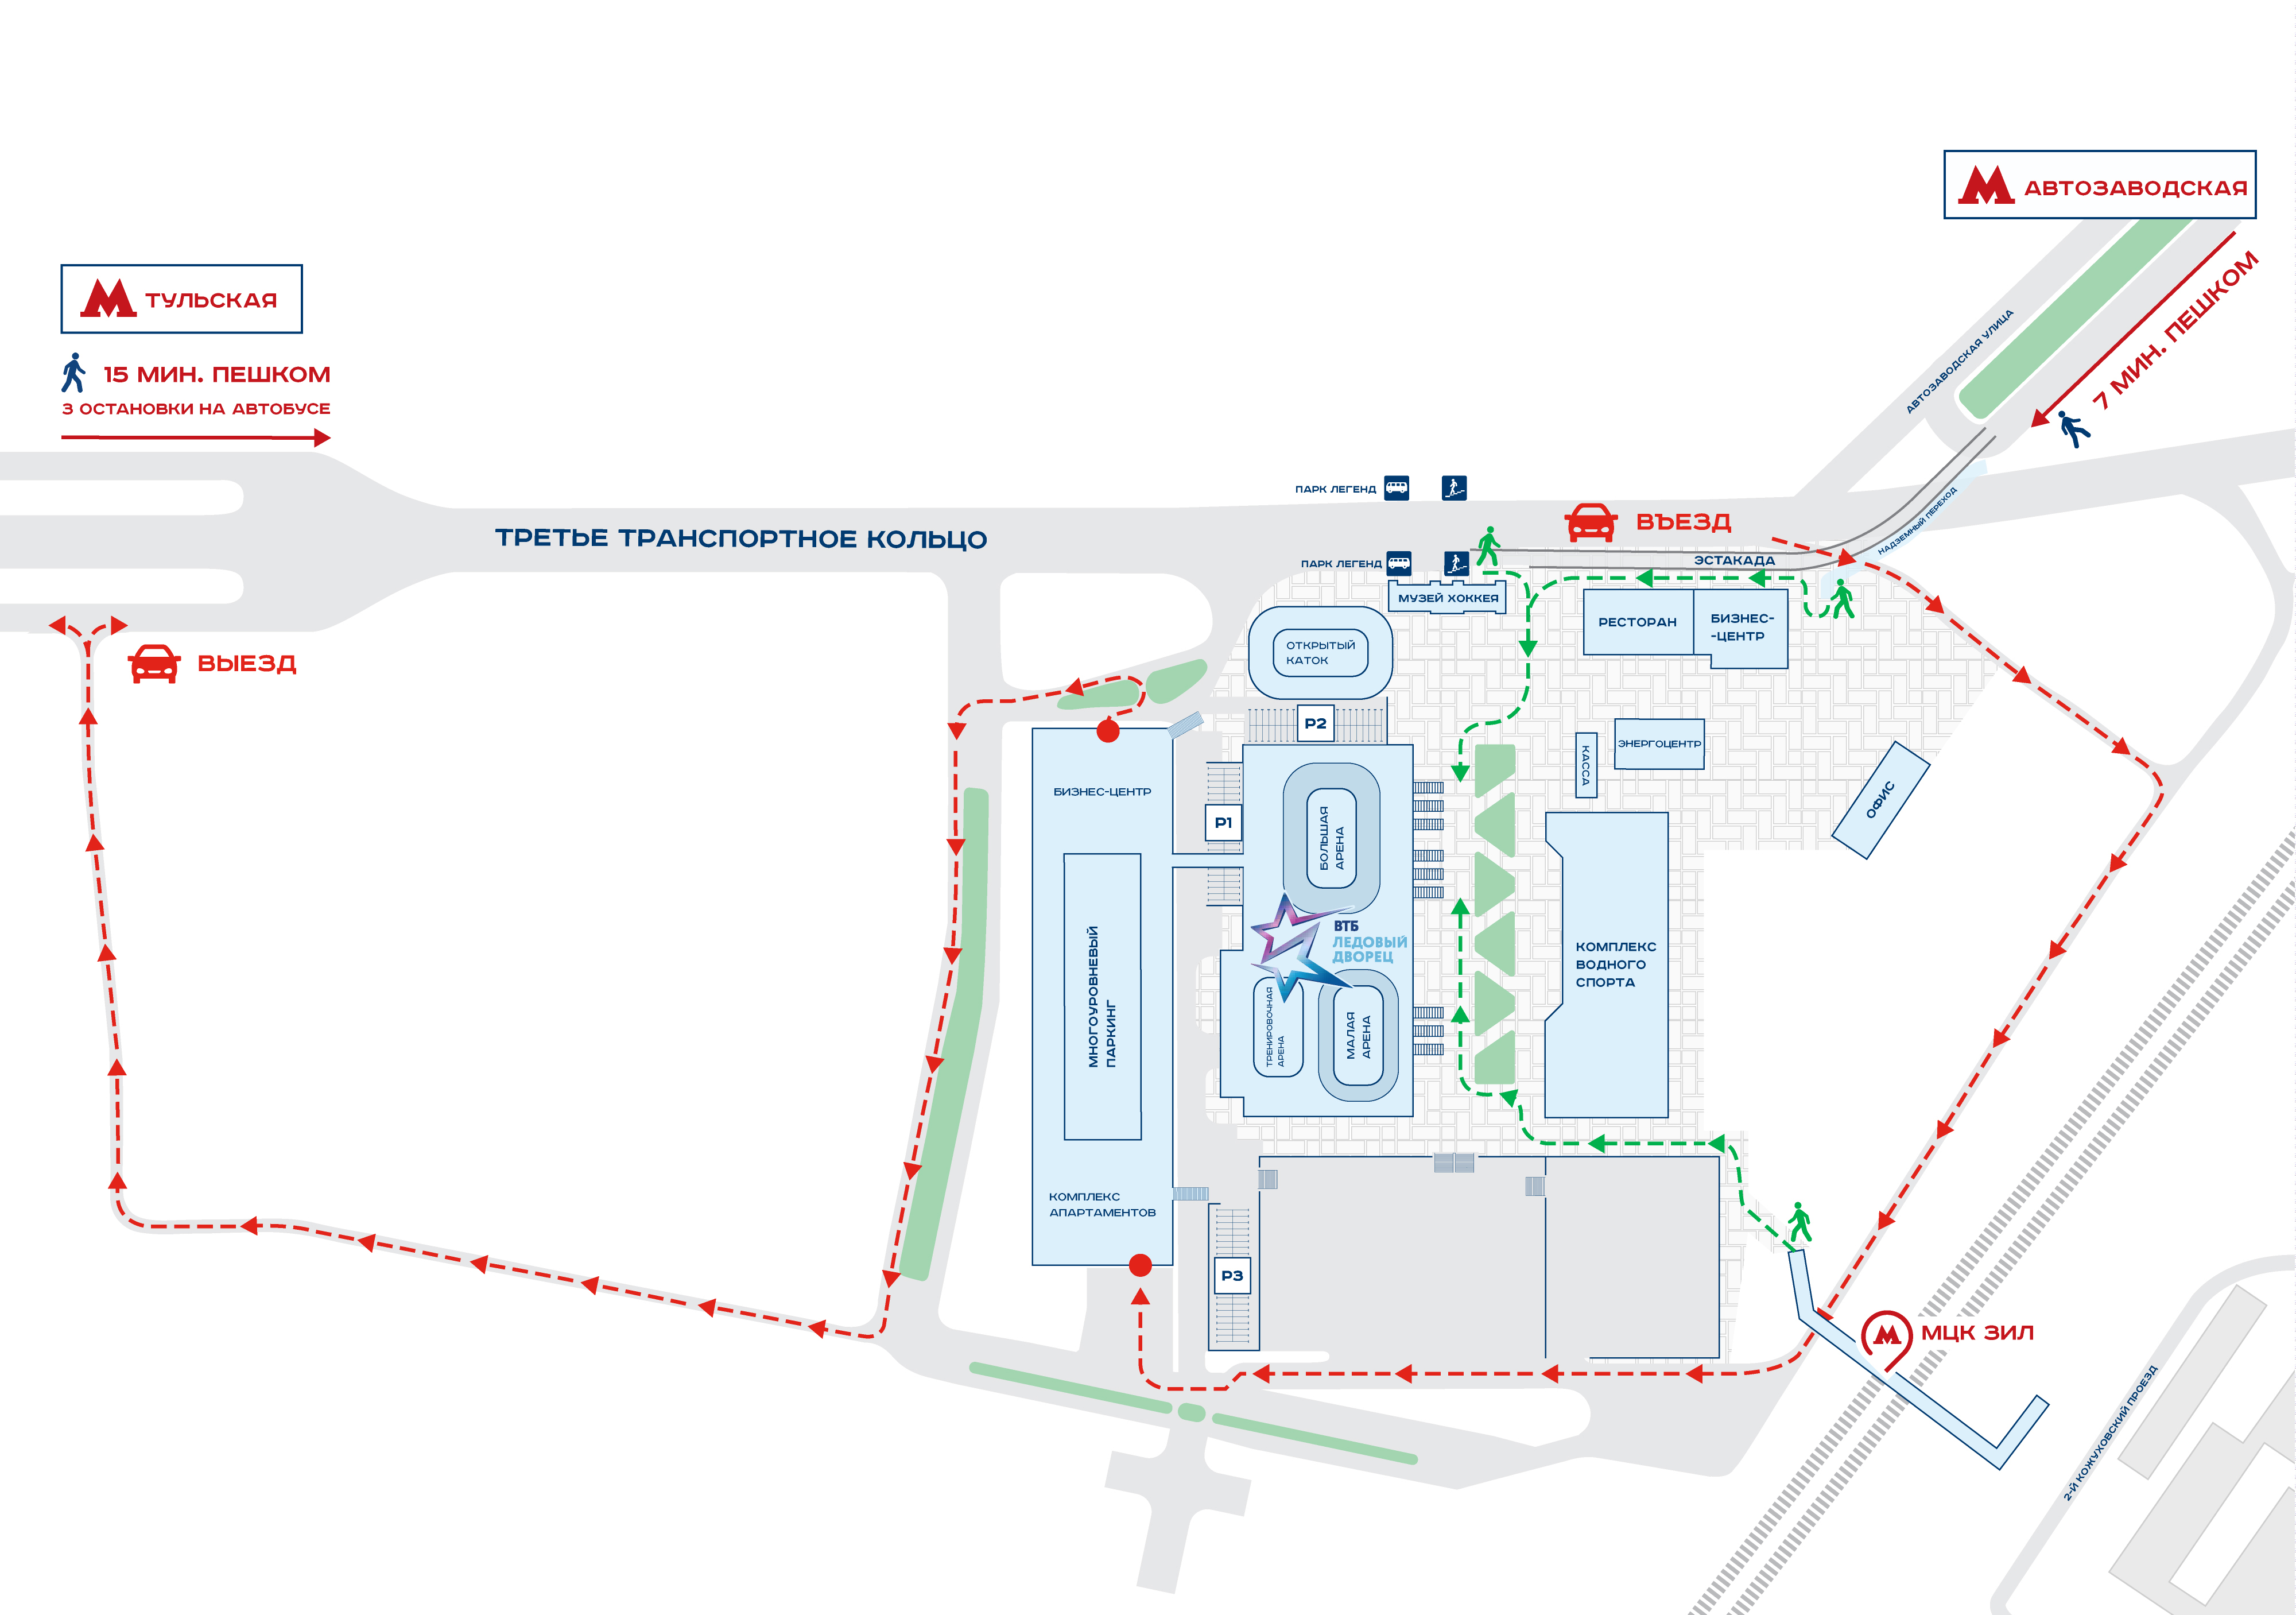 АВТОЗАВОДСКАЯ
7 МИН. ПЕШКОМ
АВТОЗАВОДСКАЯ УЛИЦА
ТУЛЬСКАЯ
15 МИН. ПЕШКОМ
3 ОСТАНОВКИ НА АВТОБУСЕ
ПАРК ЛЕГЕНД
ВЪЕЗД
ТРЕТЬЕ ТРАНСПОРТНОЕ КОЛЬЦО
НАДЗЕМНЫЙ ПЕРЕХОД
ПАРК ЛЕГЕНД
ЭСТАКАДА
МУЗЕЙ ХОККЕЯ
РЕСТОРАН
БИЗНЕС-
-ЦЕНТР
ОТКРЫТЫЙ
КАТОК
ВЫЕЗД
P2
ЭНЕРГОЦЕНТР
КАССА
ОФИС
БИЗНЕС-ЦЕНТР
P1
БОЛЬШАЯ
АРЕНА
ВТБ
ЛЕДОВЫЙ
ДВОРЕЦ
КОМПЛЕКС
ВОДНОГО
СПОРТА
МНОГОУРОВНЕВЫЙ
ПАРКИНГ
ТРЕНИРОВОЧНАЯ
АРЕНА
МАЛАЯ
АРЕНА
КОМПЛЕКС
АПАРТАМЕНТОВ
P3
МЦК ЗИЛ
2-Й КОЖУХОВСКИЙ ПРОЕЗД